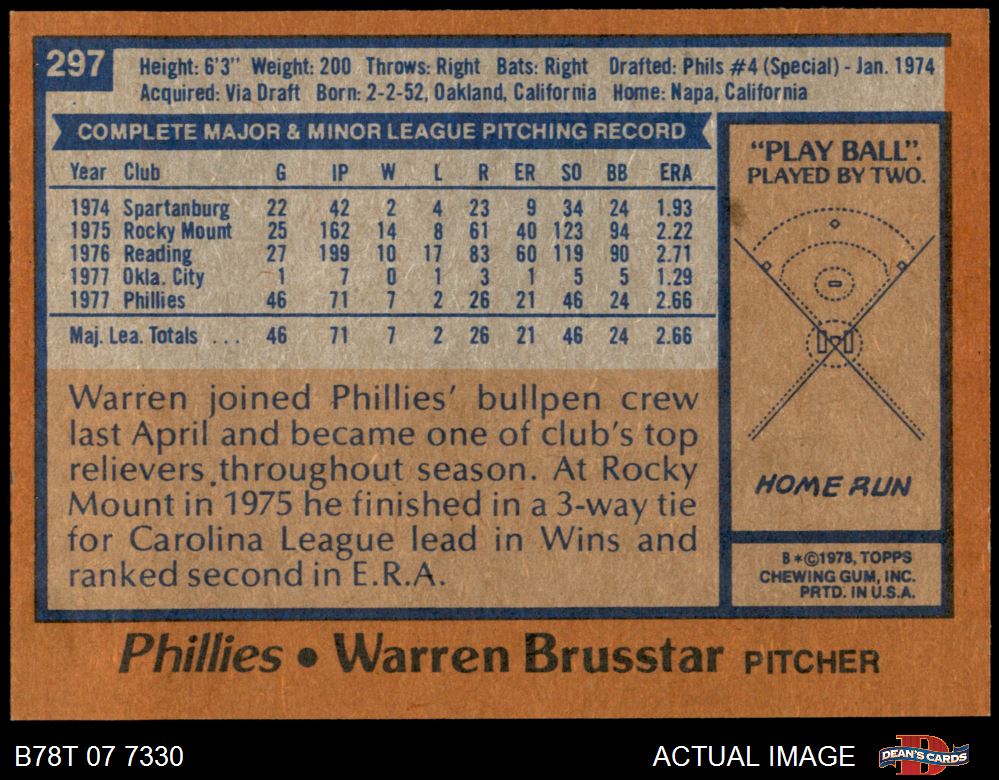 297
Height: 6'3" Weight: 200 Throws: Right Bats: Right Drafted: Phils #4 (Special) - Jan. 1974
Acquired: Via Draft Born: 2-2-52, Oakland, California Home: Napa, California
COMPLETE MAJOR & MINOR LEAGUE PITCHING RECORD
Year Club G IP W L R ER SO BB ERA
1974 Spartanburg 22 42 2 4 23 9 34 24 1.93
1975 Rocky Mount 25 162 14 8 61 40 123 94 2.22
1976 Reading 27 199 10 17 83 60 119 90 2.71
1977 Okla. City 1 7 0 1 3 1 5 5 1.29
1977 Phillies 46 71 7 2 26 21 46 24 2.66
Maj. Lea. Totals ... 46 71 7 2 26 21 46 24 2.66
Warren joined Phillies' bullpen crew
last April and became one of club's top
relievers throughout season. At Rocky
Mount in 1975 he finished in a 3-way tie
for Carolina League lead in Wins and
ranked second in E.R.A.
"PLAY BALL".
PLAYED BY TWO.
HOME RUN
B*©1978, TOPPS
CHEWING GUM, INC.
PRTD. IN U.S.A.
Phillies • Warren Brusstar PITCHER
B78T 07 7330
ACTUAL IMAGE
DEAN'S CARDS